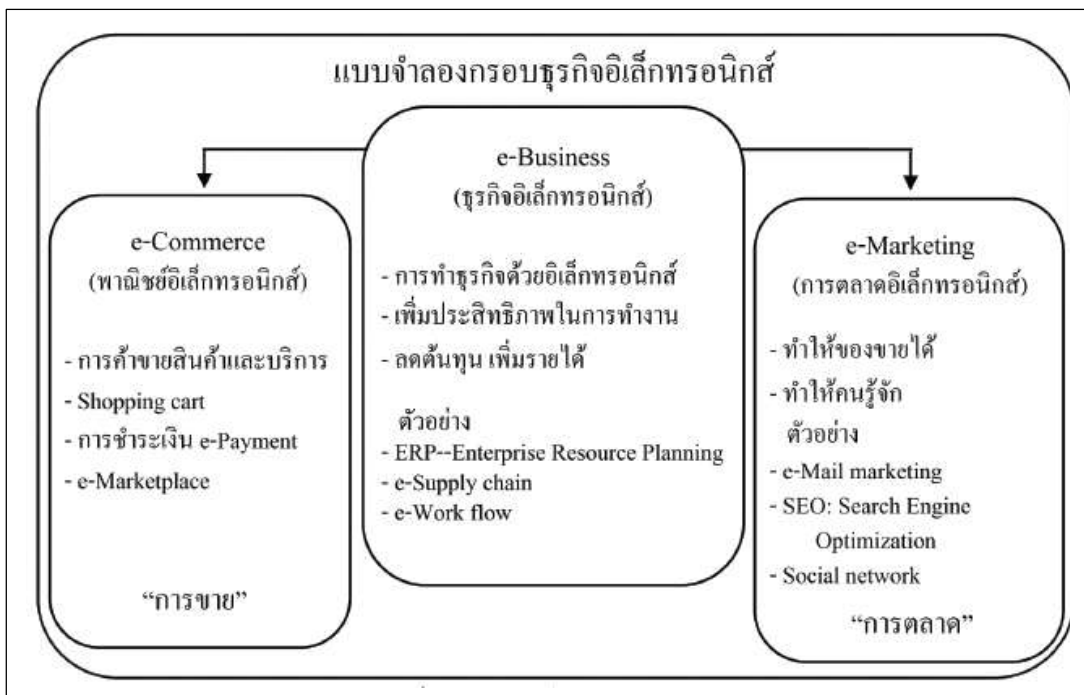 แบบจำลองกรอบธุรกิจอิเล็กทรอนิกส์
e-Commerce
(พาณิชย์อิเล็กทรอนิกส์)
- การค้าขายสินค้าและบริการ
- Shopping cart
- การชำระเงิน e-Payment
- e-Marketplace
“การขาย”
e-Business
(ธุรกิจอิเล็กทรอนิกส์)
- การทำธุรกิจด้วยอิเล็กทรอนิกส์
- เพิ่มประสิทธิภาพในการทำงาน
- ลดต้นทุน เพิ่มรายได้
ตัวอย่าง
- ERP--Enterprise Resource Planning
- e-Supply chain
- e-Work flow
e-Marketing
(การตลาดอิเล็กทรอนิกส์)
- ทำให้ของขายได้
- ทำให้คนรู้จัก
ตัวอย่าง
- e-Mail marketing
- SEO: Search Engine
Optimization
- Social network
“การตลาด”